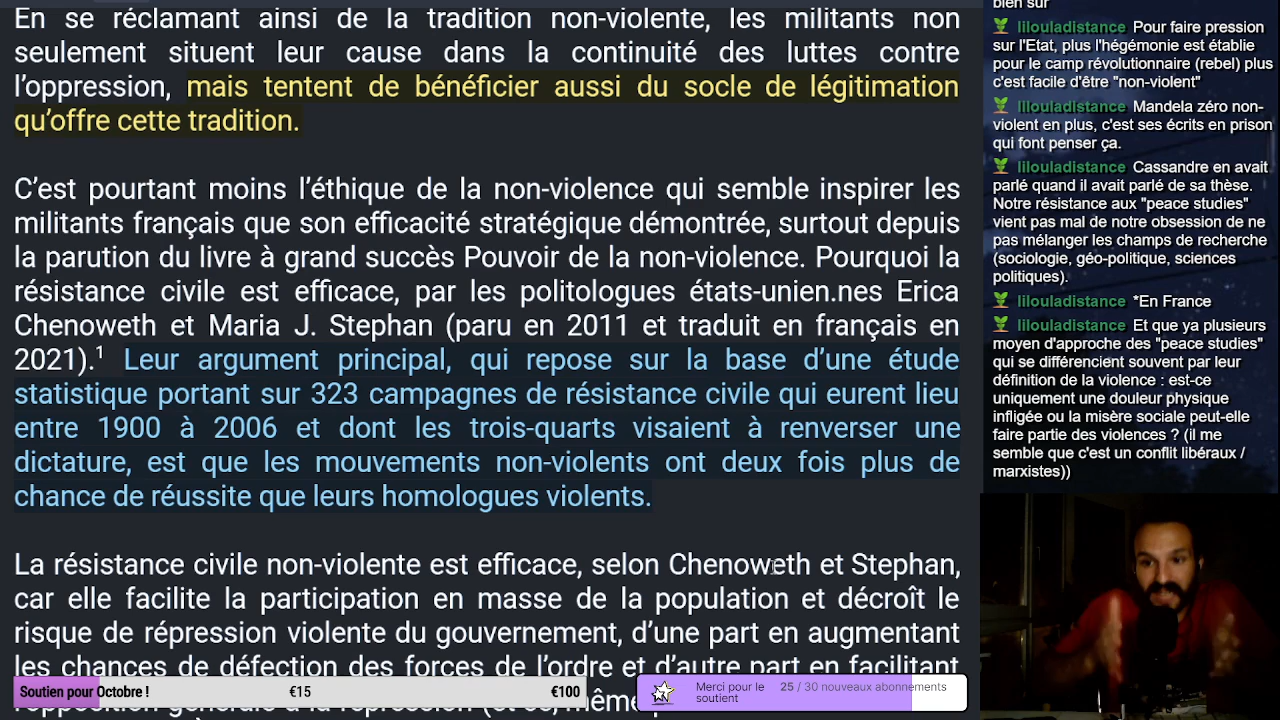 En se réclamant ainsi de la tradition non-violente, les militants non
seulement situent leur cause dans la continuité des luttes contre
l'oppression, mais tentent de bénéficier aussi du socle de légitimation
qu'offre cette tradition.
C'est pourtant moins l'éthique de la non-violence qui semble inspirer les
militants français que son efficacité stratégique démontrée, surtout depuis
la parution du livre à grand succès Pouvoir de la non-violence. Pourquoi la
résistance civile est efficace, par les politologues états-unien.nes Erica
Chenoweth et Maria J. Stephan (paru en 2011 et traduit en français en
2021).¹ Leur argument principal, qui repose sur la base d'une étude
statistique portant sur 323 campagnes de résistance civile qui eurent lieu
entre 1900 à 2006 et dont les trois-quarts visaient à renverser une
dictature, est que les mouvements non-violents ont deux fois plus de
chance de réussite que leurs homologues violents.
La résistance civile non-violente est efficace, selon Chenoweth et Stephan,
car elle facilite la participation en masse de la population et décroît le
risque de répression violente du gouvernement, d'une part en augmentant
les chances de défection des forces de l'ordre et d'autre part en facilitant
Soutien pour Octobre ! €15 €100
Merci pour le
soutien
25 / 30 nouveaux abonnements
bien sur
lilouladistance Pour faire pression
sur l'Etat, plus l'hégémonie est établie
pour le camp révolutionnaire (rebel) plus
c'est facile d'être "non-violent"
lilouladistance Mandela zéro non-
violent en plus, c'est ses écrits en prison
qui font penser ça.
lilouladistance Cassandre en avait
parlé quand il avait parlé de sa thèse.
Notre résistance aux "peace studies"
vient pas mal de notre obsession de ne
pas mélanger les champs de recherche
(sociologie, géo-politique, sciences
politiques).
lilouladistance *En France
lilouladistance Et que ya plusieurs
moyen d'approche des "peace studies"
qui se différencient souvent par leur
définition de la violence : est-ce
uniquement une douleur physique
infligée ou la misère sociale peut-elle
faire partie des violences ? (il me
semble que c'est un conflit libéraux /
marxistes))